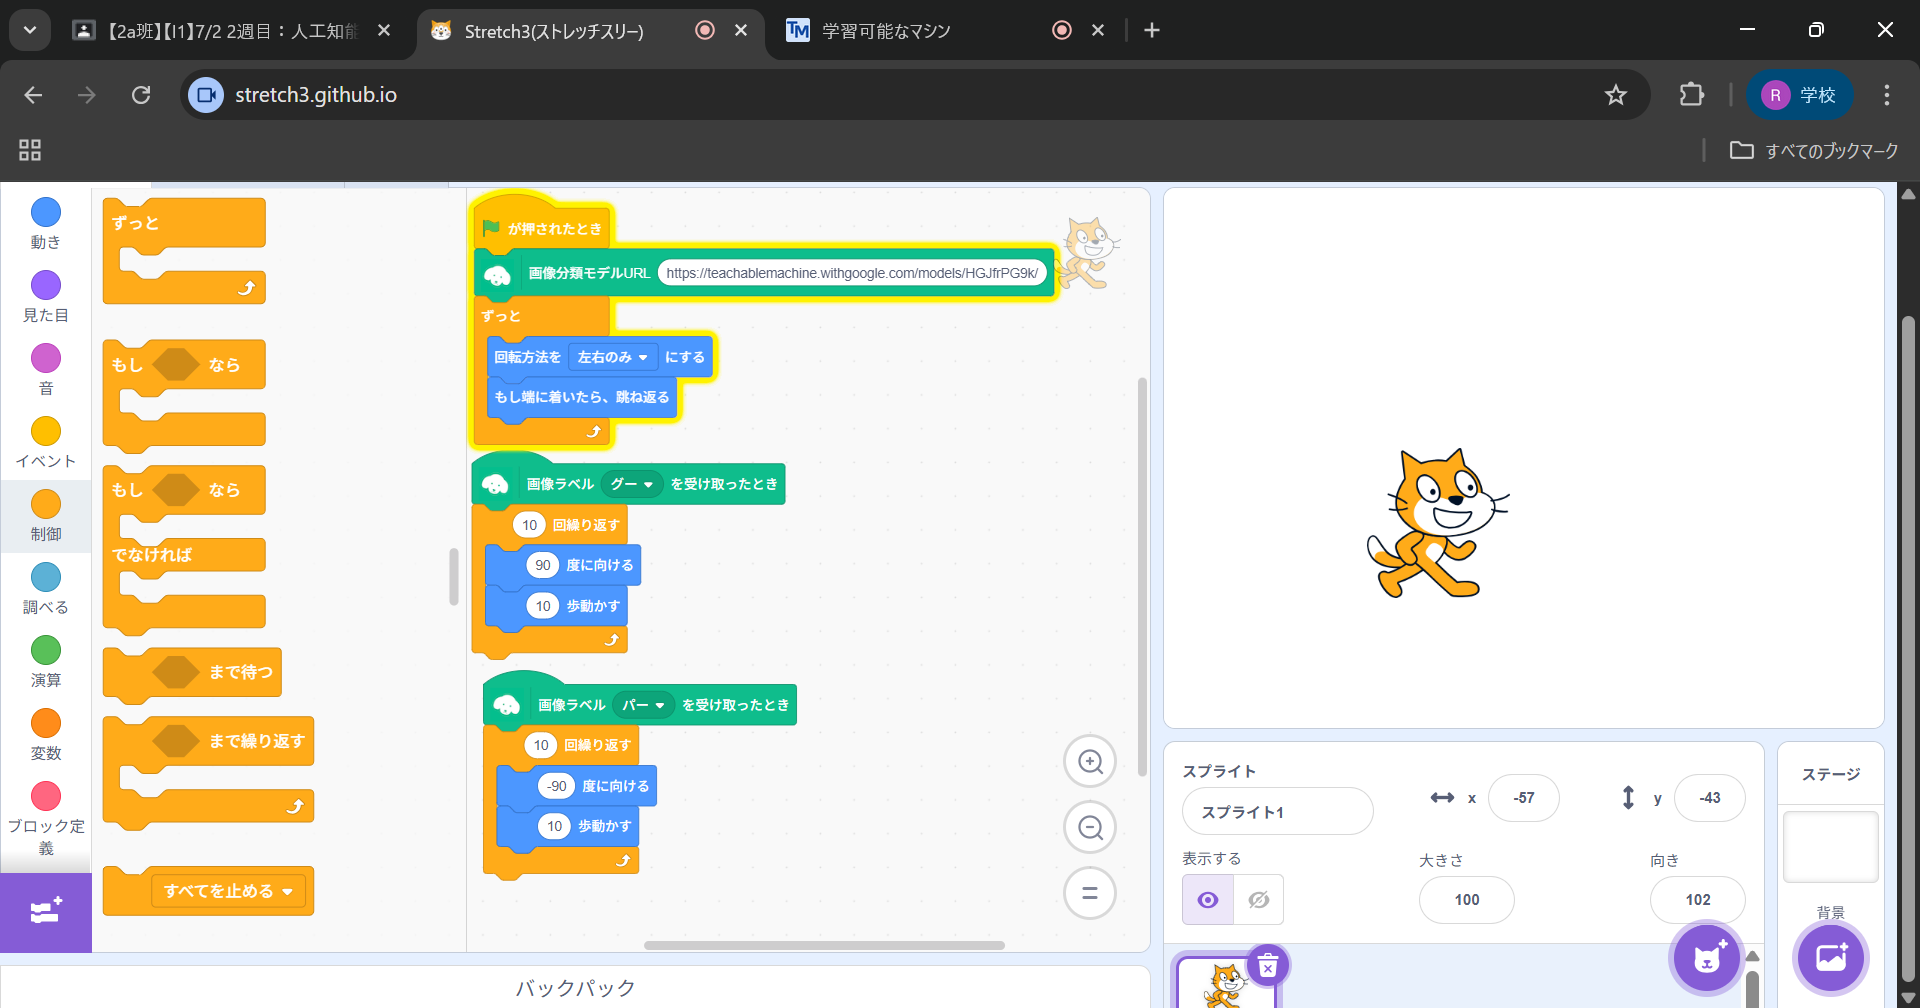 【2a班】【I1】7/2 2週目：人工知能
Stretch3(ストレッチスリー)
TM
学習可能なマシン
stretch3.github.io
R
学校
すべてのブックマーク
動き
見た目
音
イベント
制御
調べる
演算
変数
ブロック定
義
ずっと
もし なら
もし なら
でなければ
まで待つ
まで繰り返す
すべてを止める
が押されたとき
画像分類モデルURL https://teachablemachine.withgoogle.com/models/HGJfrPG9k/
ずっと
回転方法を 左右のみ にする
もし端に着いたら、跳ね返る
画像ラベル グー を受け取ったとき
10 回繰り返す
90 度に向ける
10 歩動かす
画像ラベル パー を受け取ったとき
10 回繰り返す
-90 度に向ける
10 歩動かす
バックパック
スプライト
スプライト1
x -57
y -43
表示する
大きさ
100
向き
102
ステージ
背景